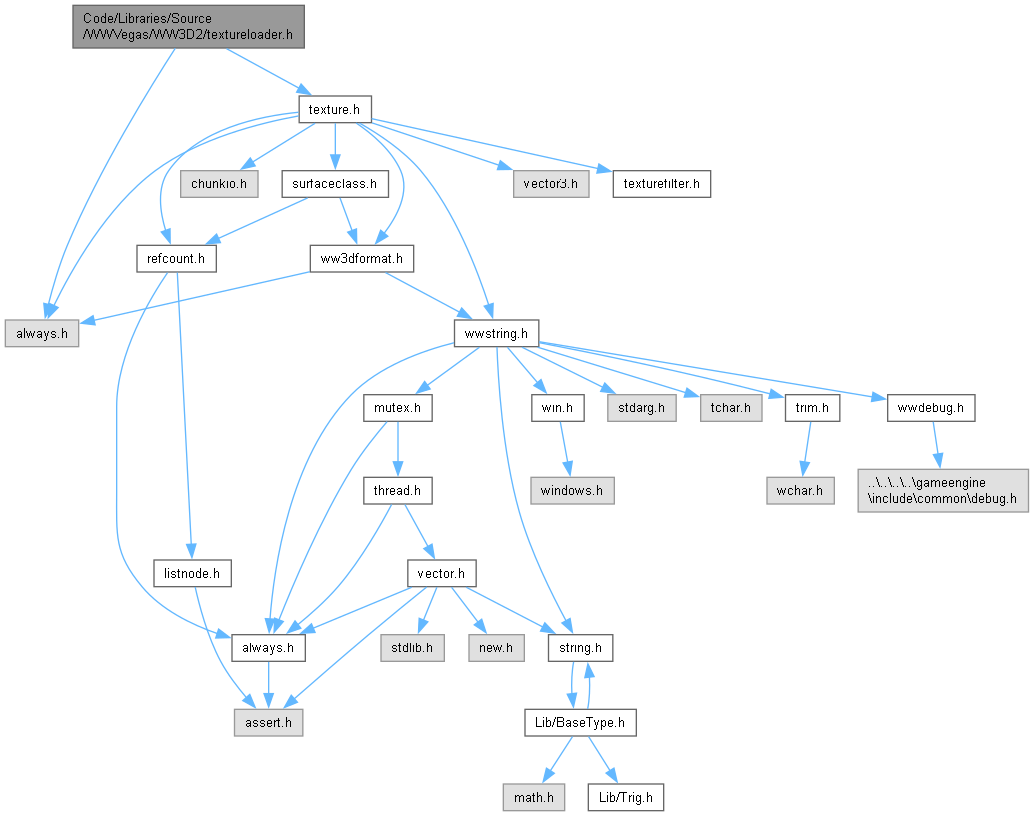 Code/Libraries/Source
/WWVegas/WW3D2/textureloader.h
texture.h
chunkio.h
surfaceclass.h
vector3.h
texturefilter.h
refcount.h
ww3dformat.h
always.h
wwstring.h
mutex.h
win.h
stdarg.h
tchar.h
trim.h
wwdebug.h
thread.h
windows.h
wchar.h
..\..\..\..\gameengine
\include\common\debug.h
listnode.h
vector.h
always.h
stdlib.h
new.h
string.h
assert.h
Lib/BaseType.h
math.h
Lib/Trig.h